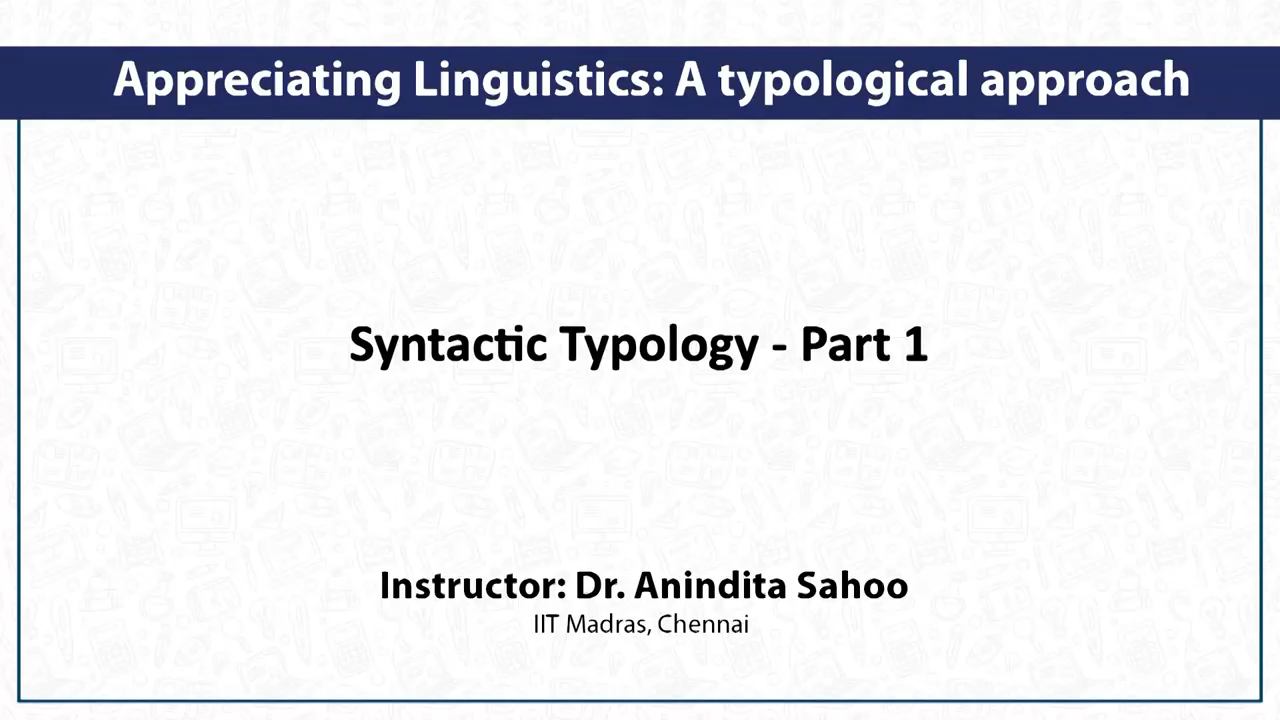 Appreciating Linguistics: A typological approach
Syntactic Typology - Part 1
Instructor: Dr. Anindita Sahoo
IIT Madras, Chennai